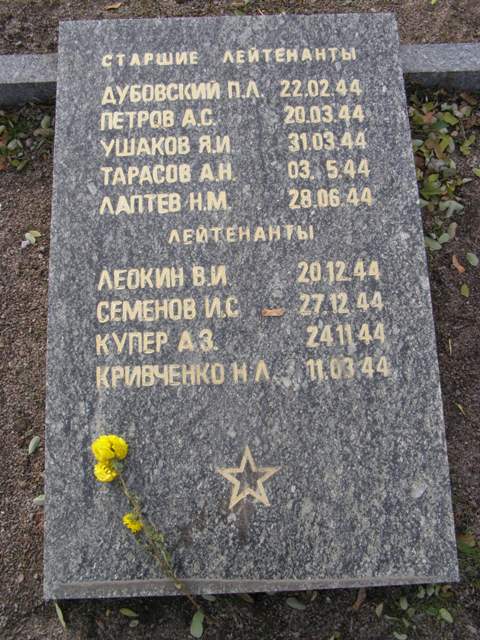 СТАРШИЕ ЛЕЙТЕНАНТЫ
ДУБОВСКИЙ П.Л. 22.02.44
ПЕТРОВ А.С. 20.03.44
УШАКОВ Я.И 31.03.44
ТАРАСОВ А.Н. 03.5.44
ЛАПТЕВ Н.М. 28.06.44
ЛЕЙТЕНАНТЫ
ЛЕОКИН В.И. 20.12.44
СЕМЕНОВ И.С. 27.12.44
КУПЕР А.З. 24.11.44
КРИВЧЕНКО Н.Л. 11.03.44